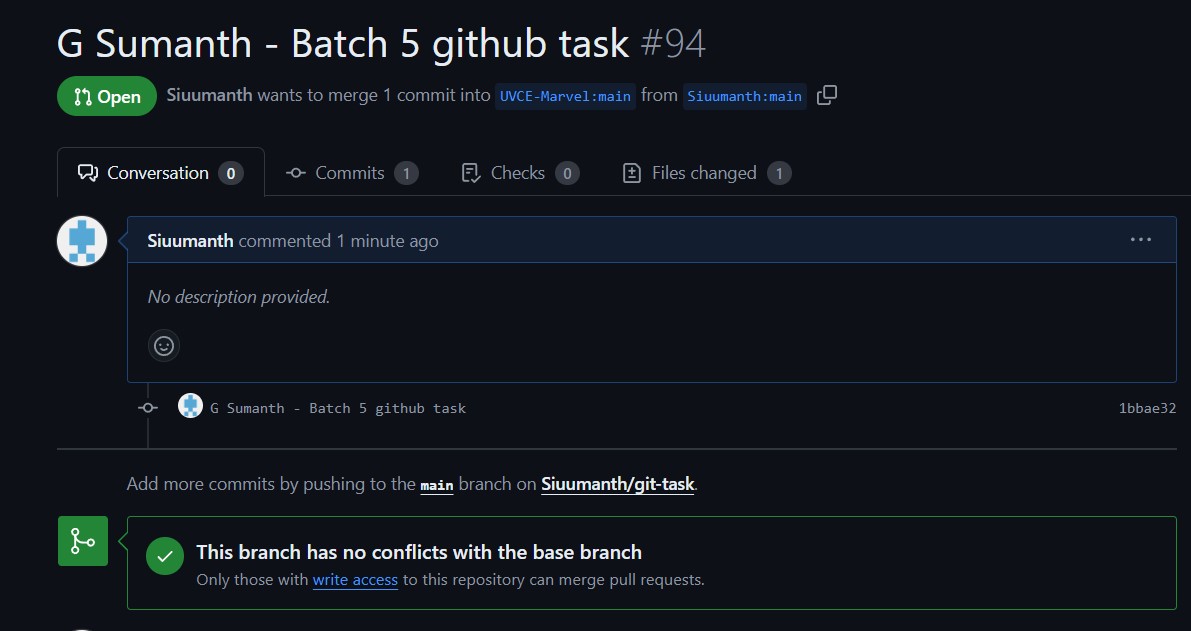 G Sumanth - Batch 5 github task #94
Open Siuumanth wants to merge 1 commit into UVCE-Marvel:main from Siuumanth:main
Conversation 0 Commits 1 Checks 0 Files changed 1
Siuumanth commented 1 minute ago ...
No description provided.
G Sumanth - Batch 5 github task 1bbae32
Add more commits by pushing to the main branch on Siuumanth/git-task.
This branch has no conflicts with the base branch
Only those with write access to this repository can merge pull requests.